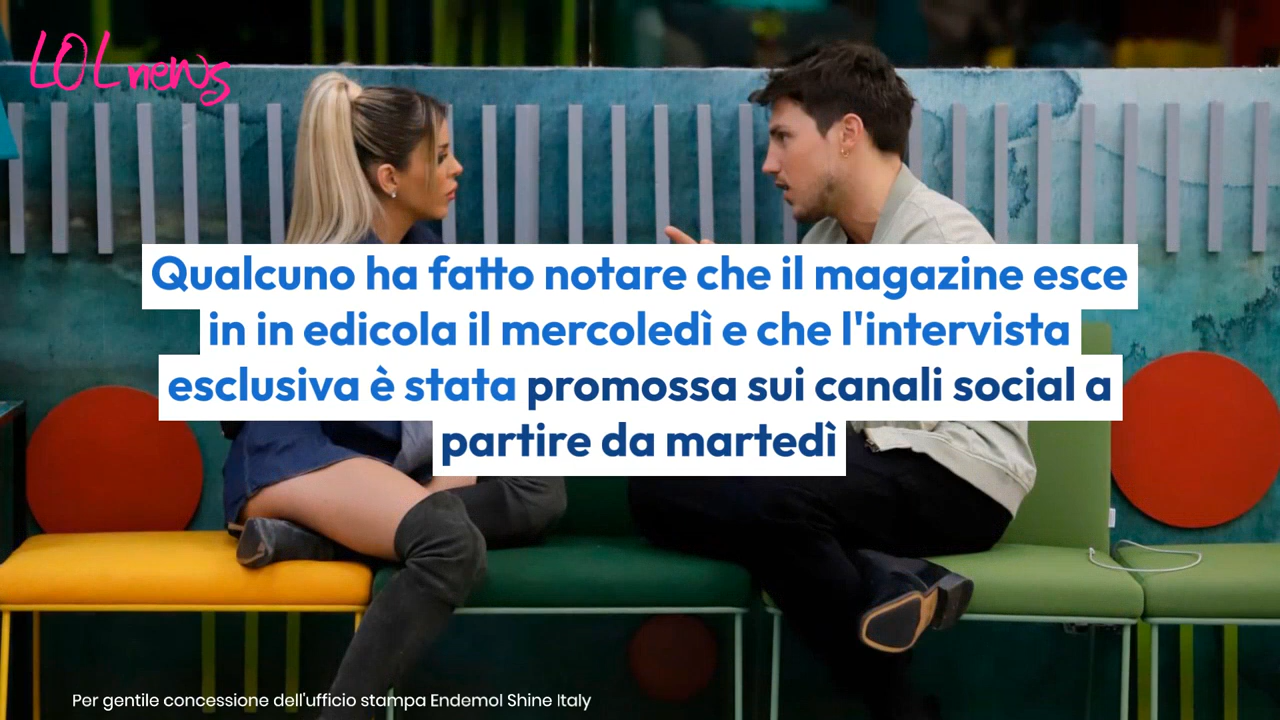 LOL news
Qualcuno ha fatto notare che il magazine esce
in in edicola il mercoledì e che l'intervista
esclusiva è stata promossa sui canali social a
partire da martedì
Per gentile concessione dell'ufficio stampa Endemol Shine Italy